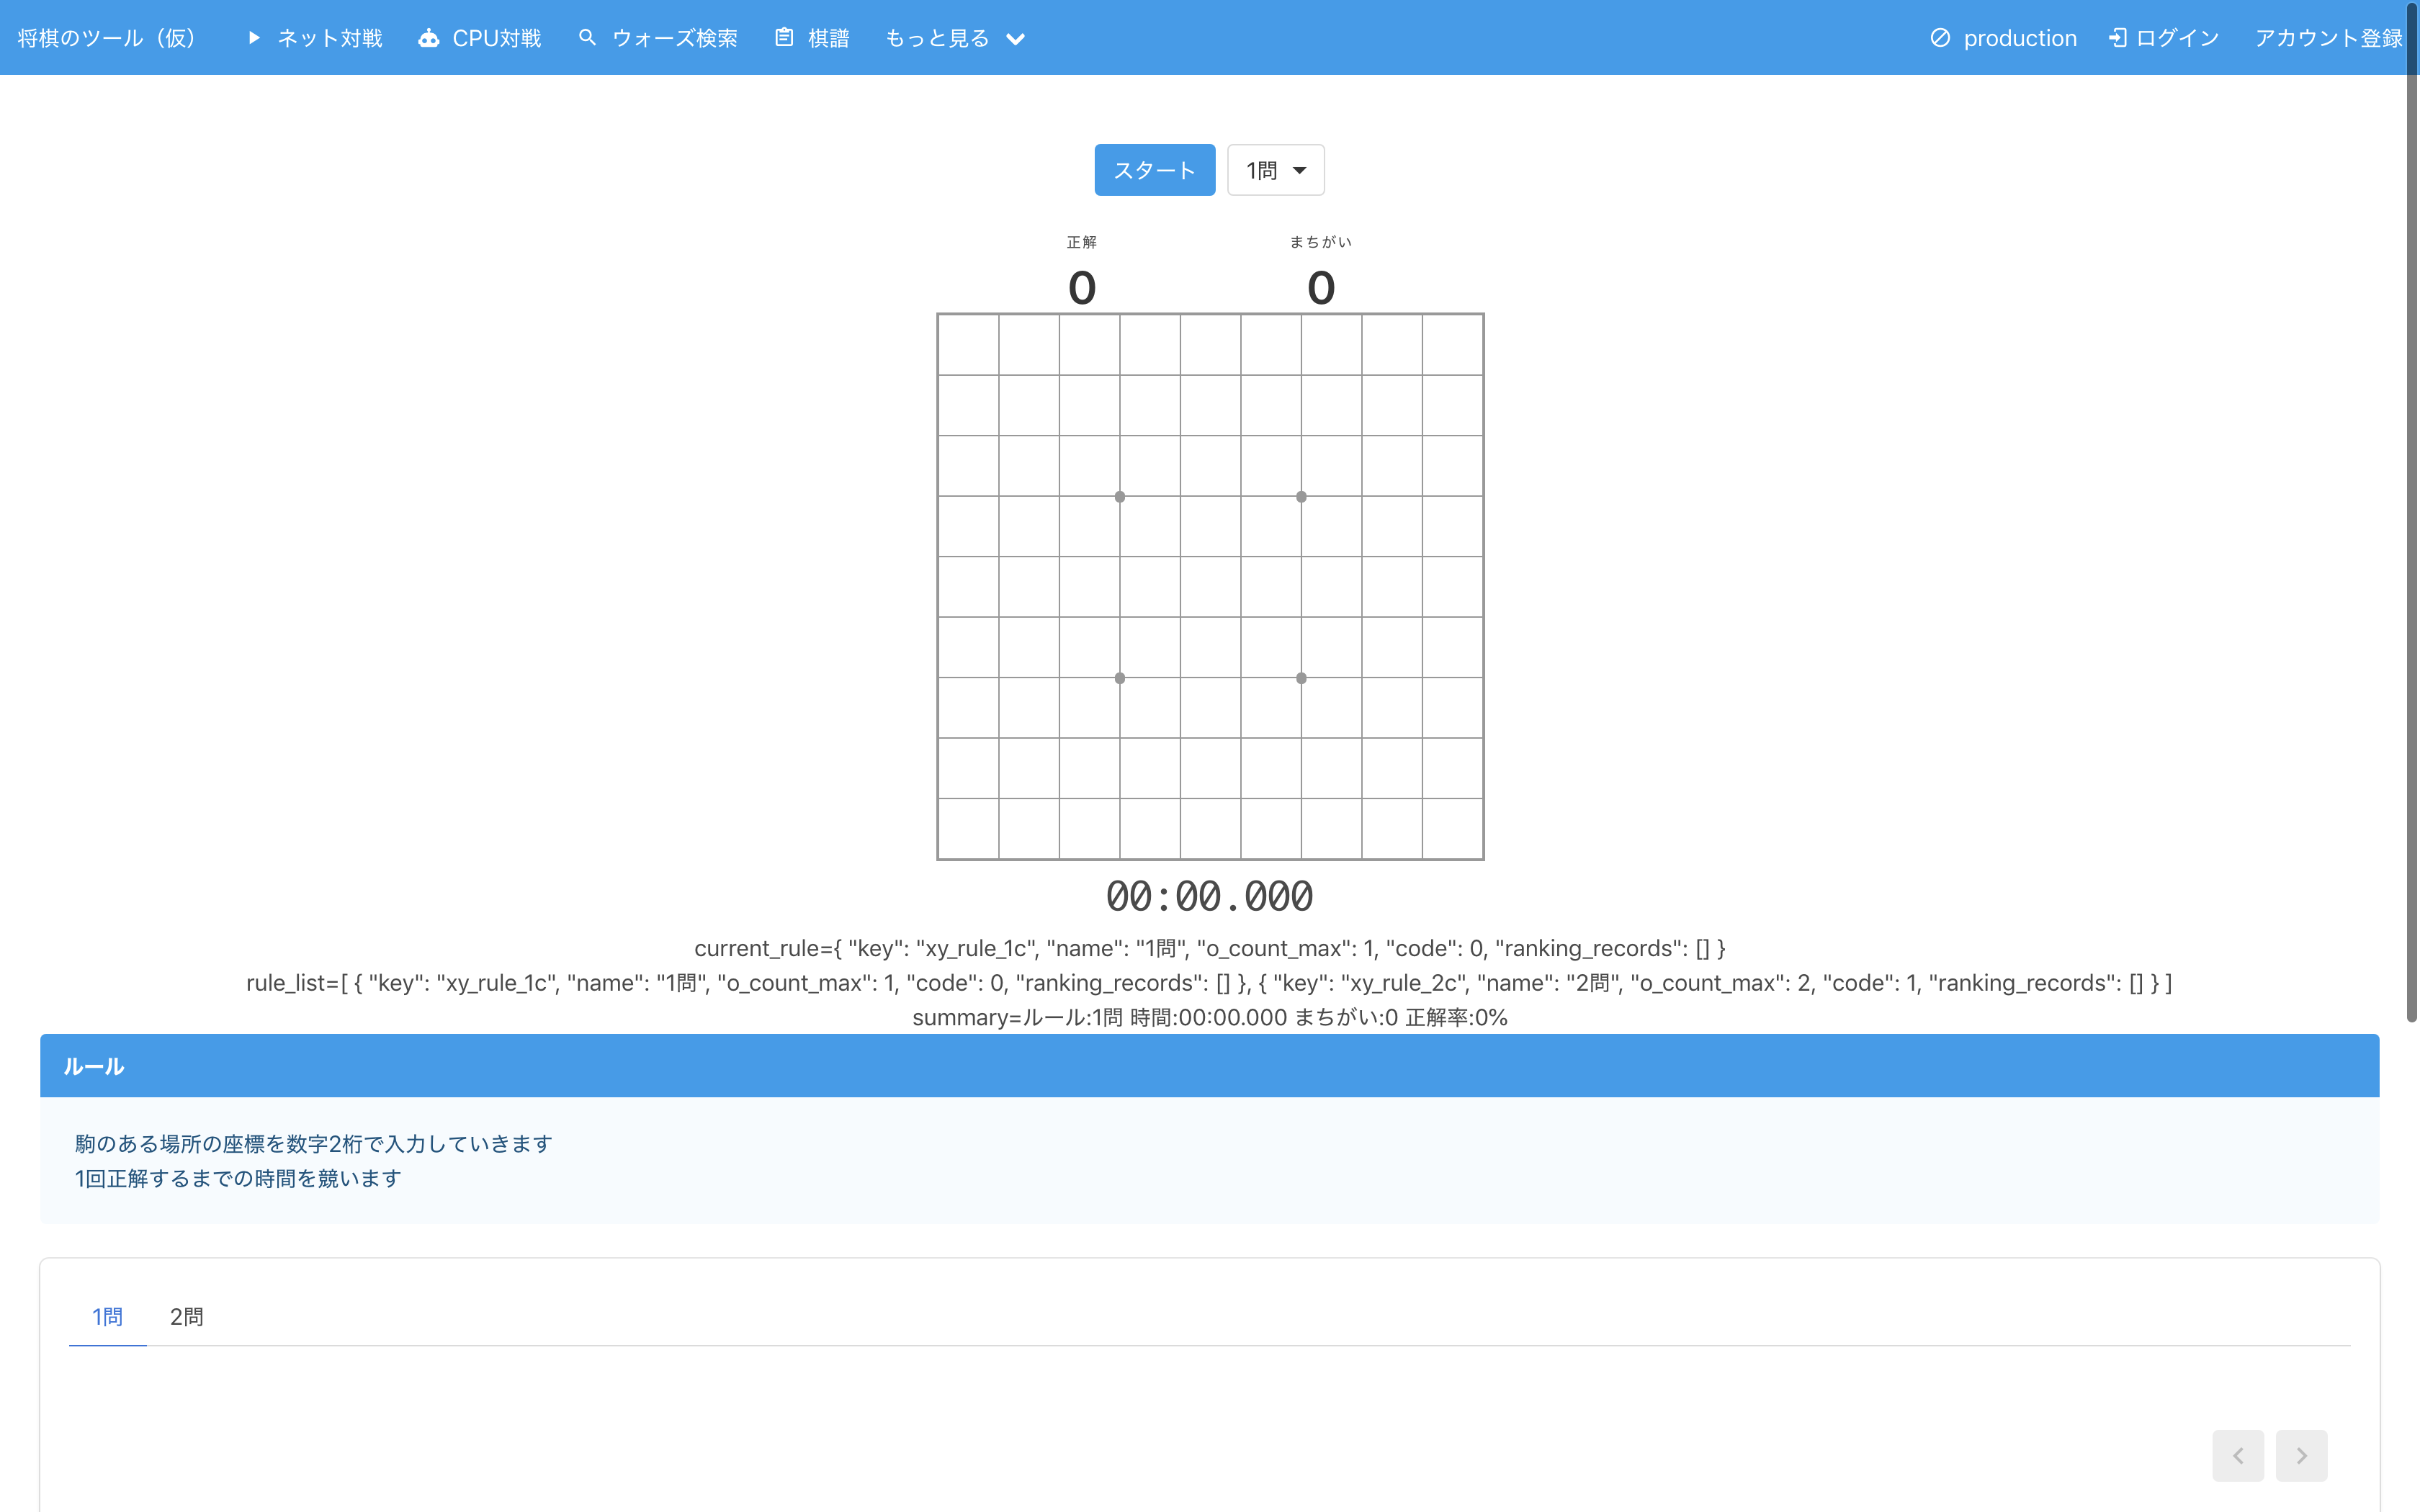 将棋のツール（仮） ネット対戦 CPU対戦 ウォーズ検索 棋譜 もっと見る production ログイン アカウント登録
スタート 1問
正解 まちがい
0 0
00:00.000
current_rule={ "key": "xy_rule_1c", "name": "1問", "o_count_max": 1, "code": 0, "ranking_records": [] }
rule_list=[ { "key": "xy_rule_1c", "name": "1問", "o_count_max": 1, "code": 0, "ranking_records": [] }, { "key": "xy_rule_2c", "name": "2問", "o_count_max": 2, "code": 1, "ranking_records": [] } ]
summary=ルール:1問 時間:00:00.000 まちがい:0 正解率:0%
ルール
駒のある場所の座標を数字2桁で入力していきます
1回正解するまでの時間を競います
1問 2問